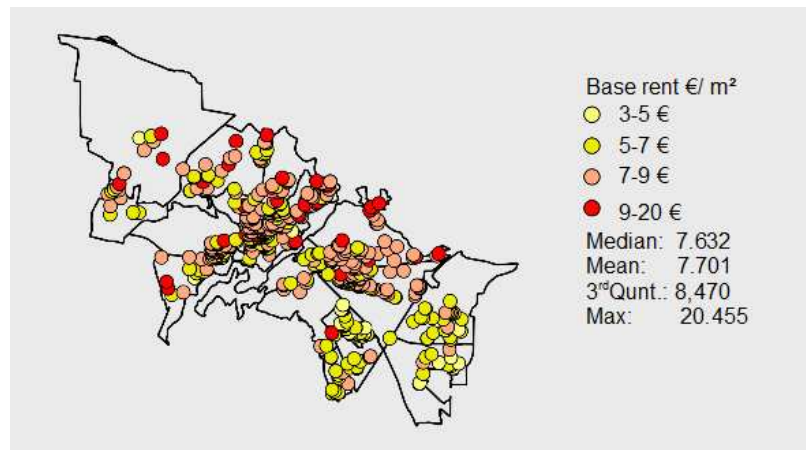 Base rent €/ m²
3-5 €
5-7 €
7-9 €
9-20 €
Median: 7.632
Mean: 7.701
3ʳᵈQunt.: 8,470
Max: 20.455